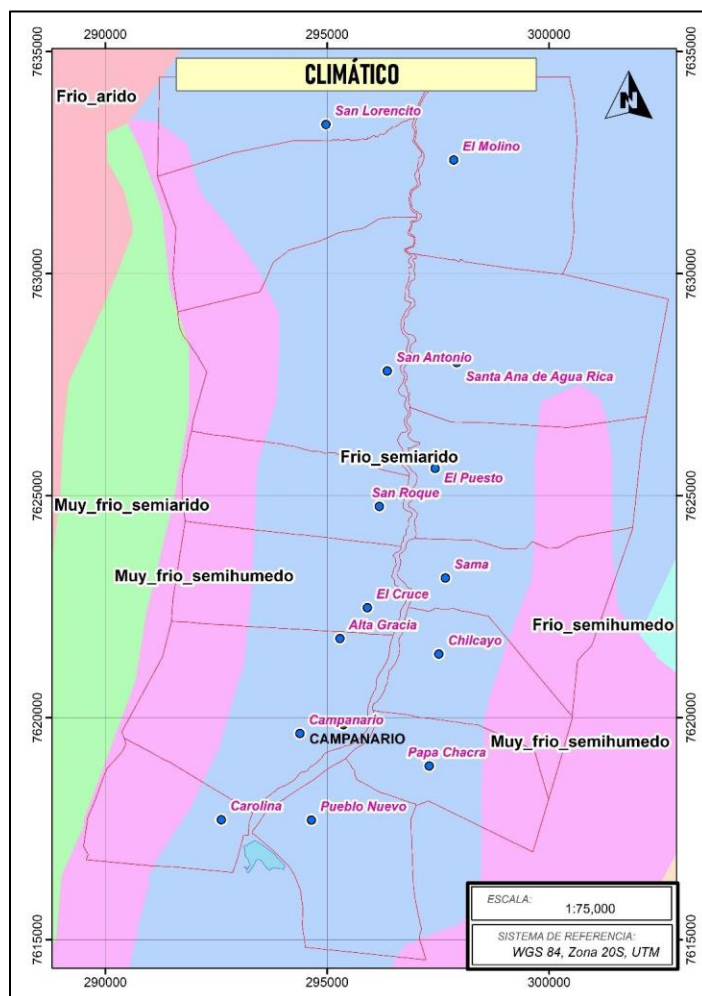 290000 295000 300000
7635000 7635000
CLIMÁTICO
Frio_arido
N
San Lorencito
El Molino
7630000 7630000
San Antonio
Santa Ana de Agua Rica
Frio_semiarido
El Puesto
7625000 7625000
Muy_frio_semiarido
San Roque
Muy_frio_semihumedo
Sama
El Cruce
Alta Gracia
Frio_semihumedo
Chilcayo
7620000 7620000
Campanario
CAMPANARIO
Muy_frio_semihumedo
Papa Chacra
Carolina
Pueblo Nuevo
ESCALA:
1:75,000
SISTEMA DE REFERENCIA:
WGS 84, Zona 20S, UTM
7615000 7615000
290000 295000 300000